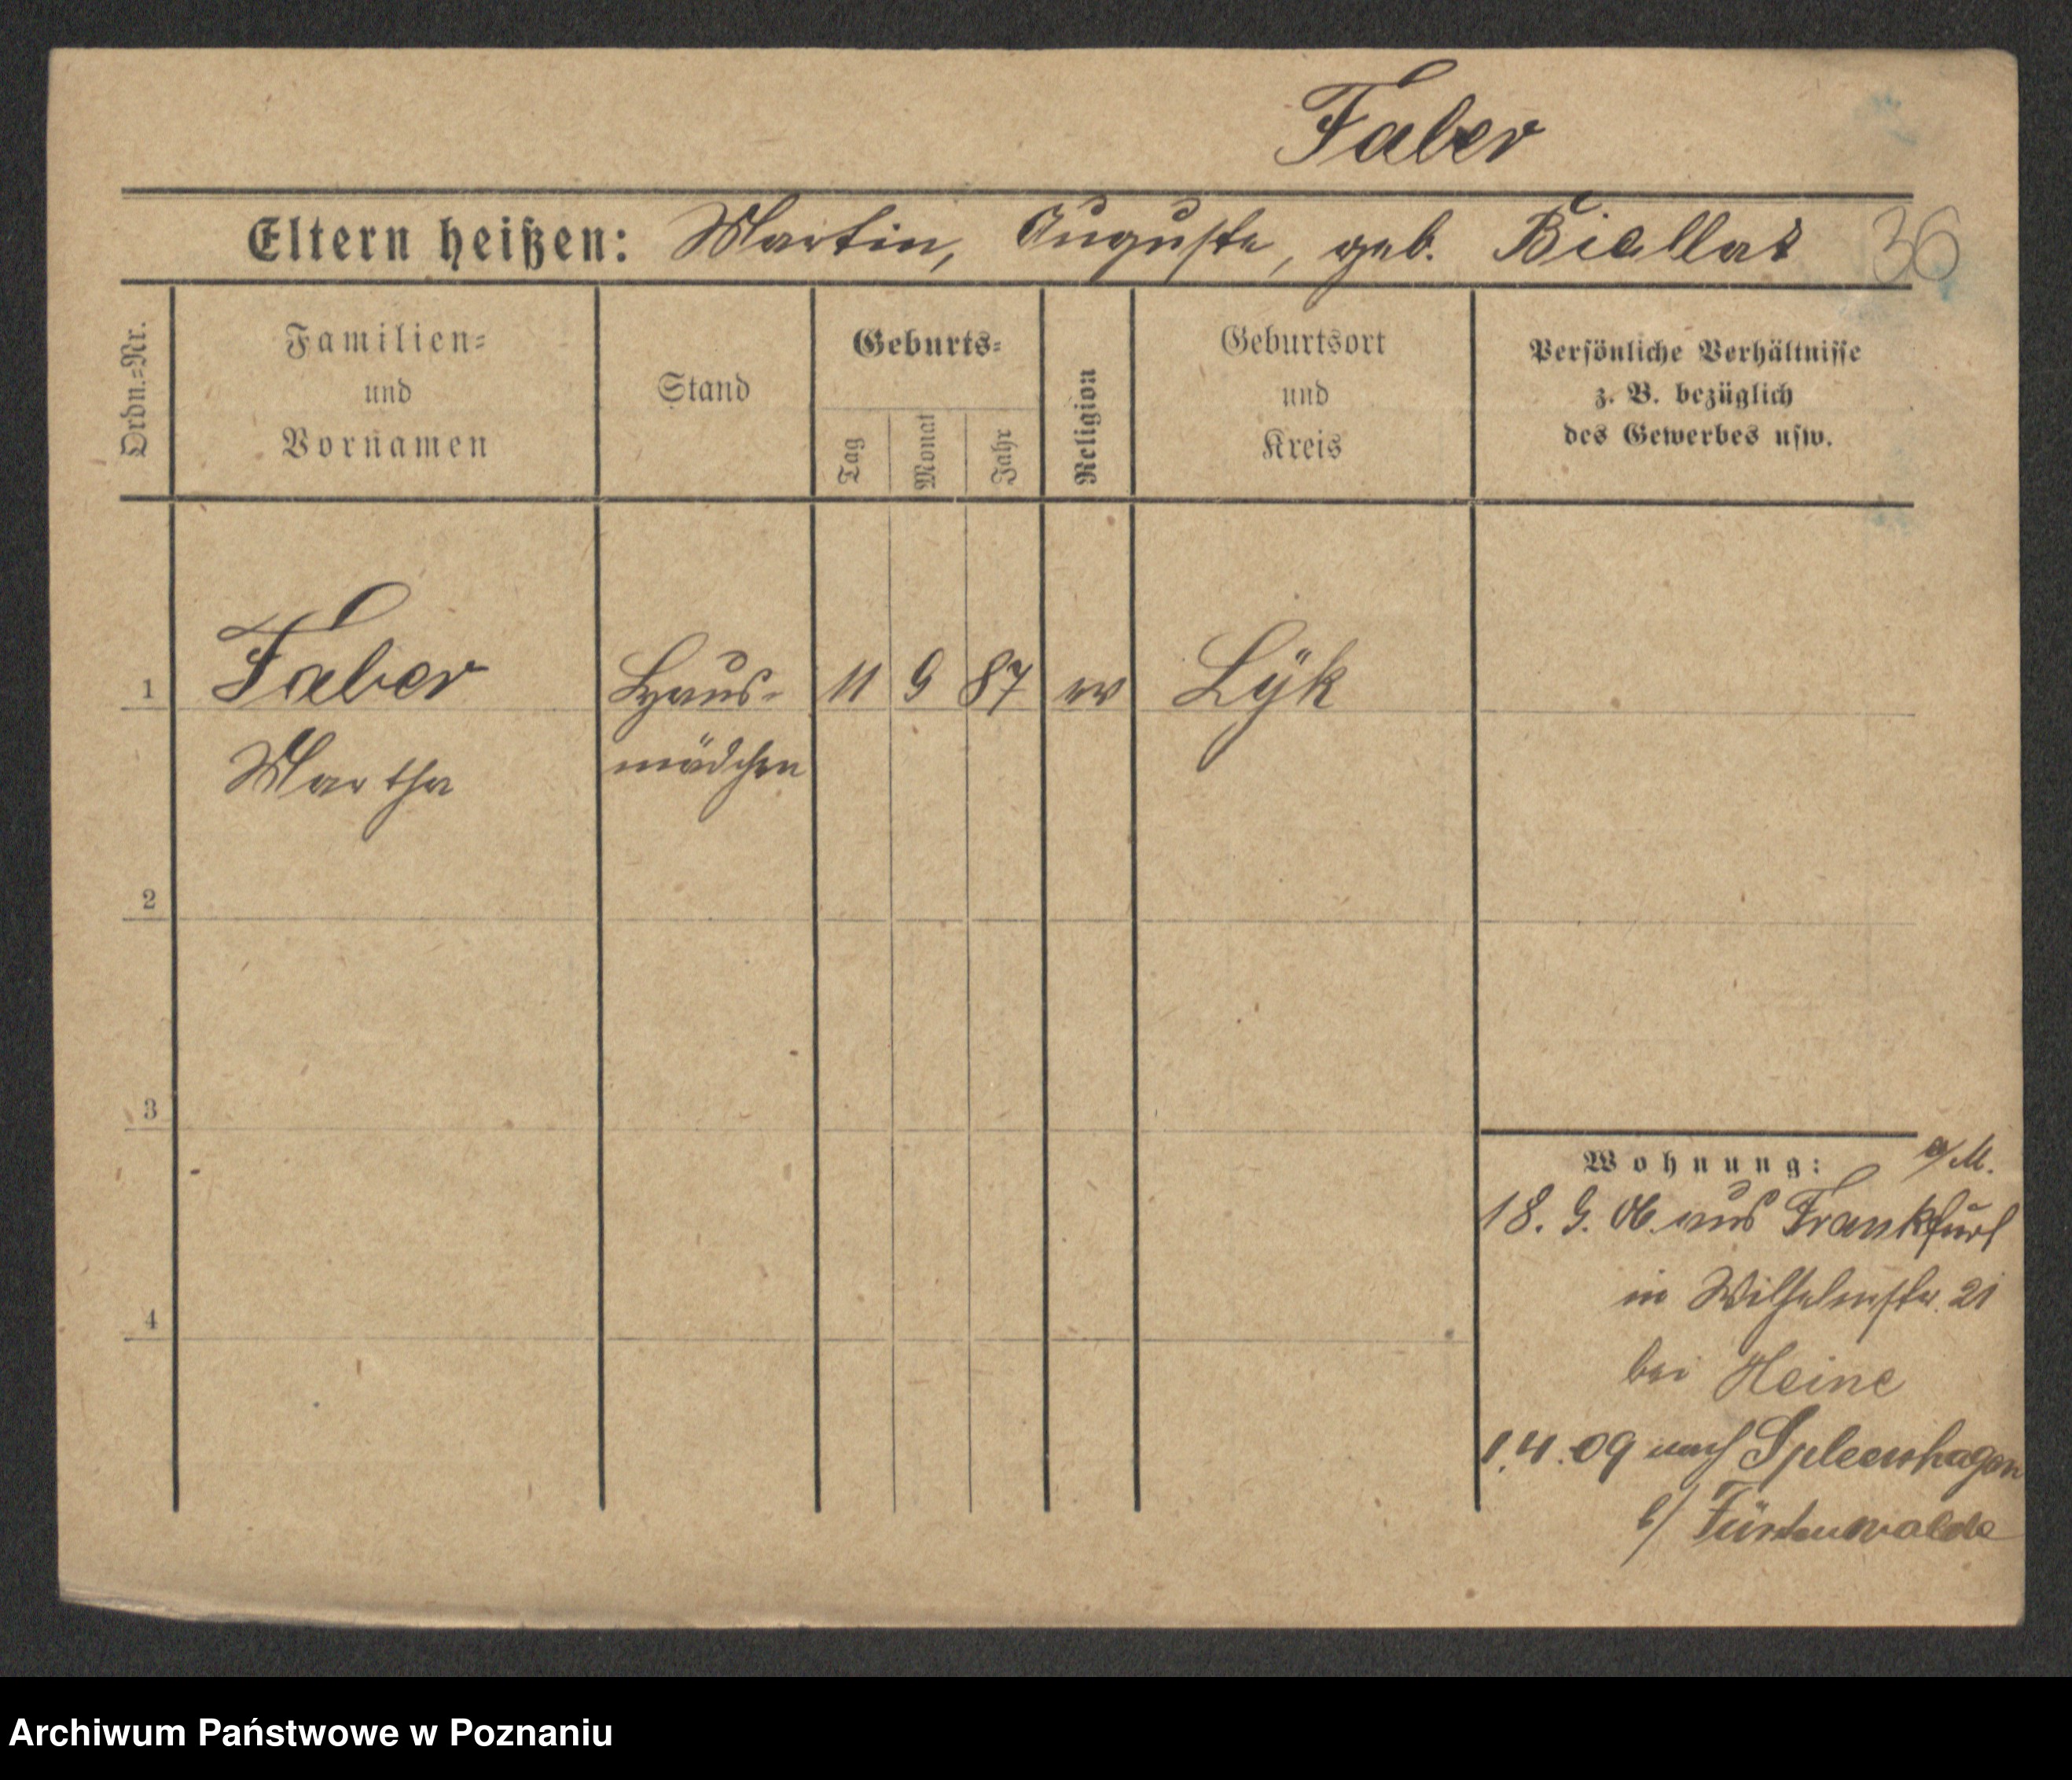 Faber
Eltern heißen: Martin, Auguste, geb. Biallas
36
Ordn.=Nr.
Familien=
und
Vornamen
Stand
Geburts=
Tag
Monat
Jahr
Religion
Geburtsort
und
Kreis
Persönliche Verhältnisse
z. B. bezüglich
des Gewerbes usw.
1 Faber Haus- 11 9 87 ev Lÿk
Martha mädchen
2
3
4
Wohnung: a/M.
18. 9. 06. aus Frankfurt
in Wilhelmstr. 21
bei Heine
1.4.09 nach
b/ Fürstenwalde
Archiwum Państwowe w Poznaniu